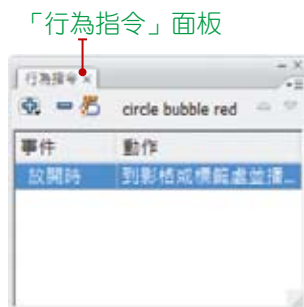 「行為指令」面板
行為指令 ×
circle bubble red
事件 動作
放開時 到影格或標籤處並播...